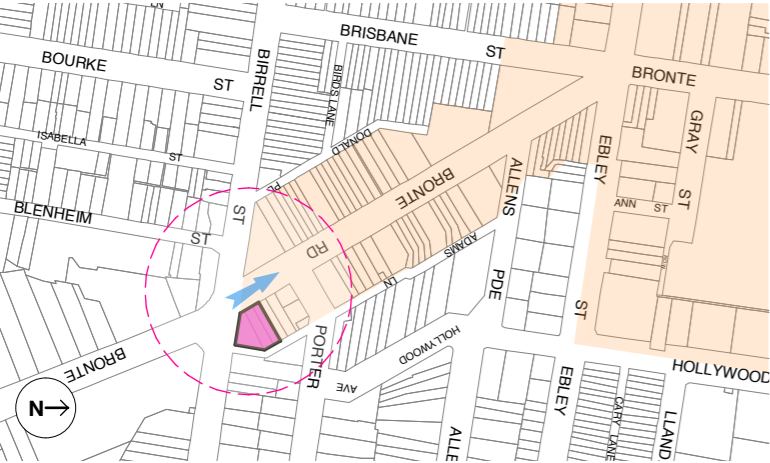 LN
BRISBANE
ST
BOURKE
ST
BIRRELL
BIRDS LANE
BRONTE
GRAY
ISABELLA
ST
DONALD
PL
EBLEY
ALLENS
BRONTE
ST
ANN
ST
BLENHEIM
ST
ST
RD
ADAMS
LN
PDE
ST
HOLLYWOOD
AVE
PORTER
BRONTE
HOLLYWOOD
EBLEY
CARY LANE
LLAND
ALLE
N